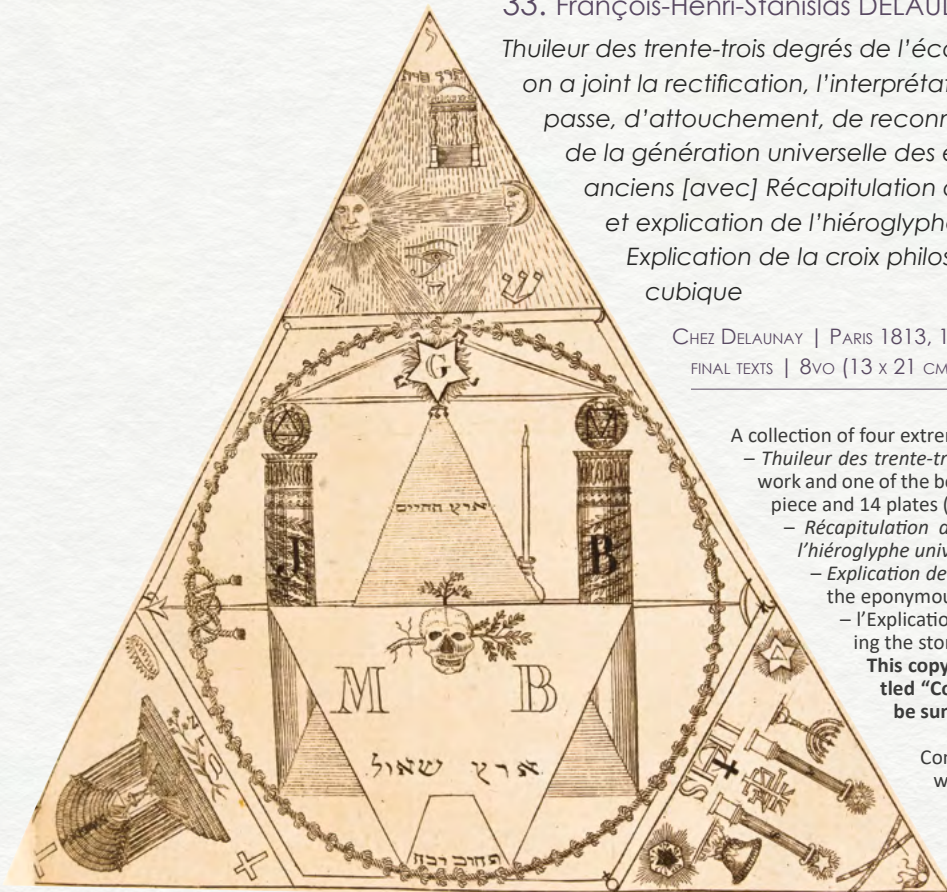 33. François-Henri-Stanislas DELAUL
Thuileur des trente-trois degrés de l’éco
on a joint la rectification, l’interprétat
passe, d’attouchement, de reconn
de la génération universelle des ê
anciens [avec] Récapitulation d
et explication de l’hiéroglyphe
Explication de la croix philos
cubique
Chez Delaunay | Paris 1813, 1
final texts | 8vo (13 x 21 cm
A collection of four extrem
– Thuileur des trente-tr
work and one of the be
piece and 14 plates (
– Récapitulation d
l’hiéroglyphe univ
– Explication de
the eponymou
– l’Explicatio
ing the ston
This copy
tled “Co
be sur
Con
w
י
ש
G
ארץ החיים
J
B
M B
ארץ שאול